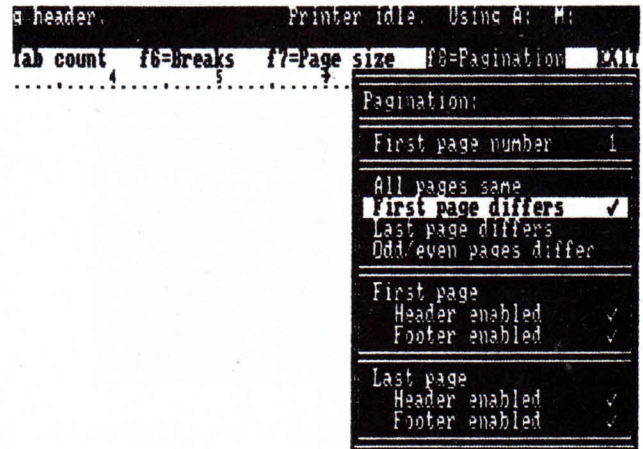 g header.    Printer idle.  Using A:  M:
Tab count  f6=Breaks  f7=Page size  f8=Pagination  EXIT
4  5  7
Pagination:
First page number  1
All pages same
First page differs  ✓
Last page differs
Odd/even pages differ
First page
Header enabled  ✓
Footer enabled  ✓
Last page
Header enabled  ✓
Footer enabled  ✓